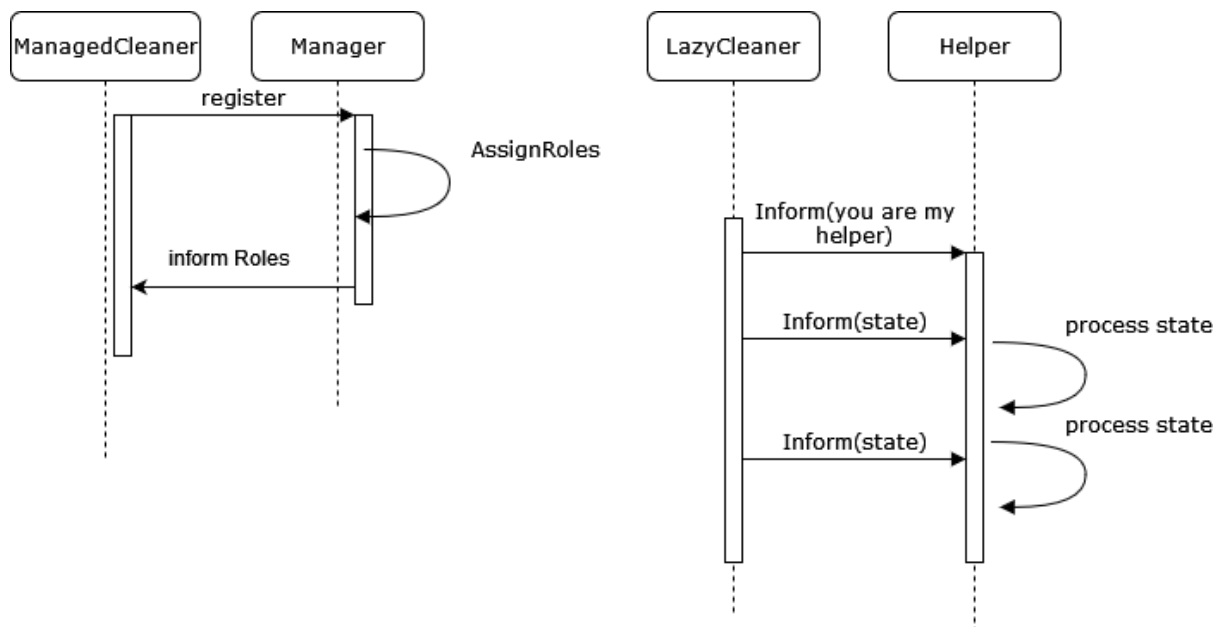 ManagedCleaner
Manager
register
AssignRoles
inform Roles
LazyCleaner
Helper
Inform(you are my
helper)
Inform(state)
process state
Inform(state)
process state